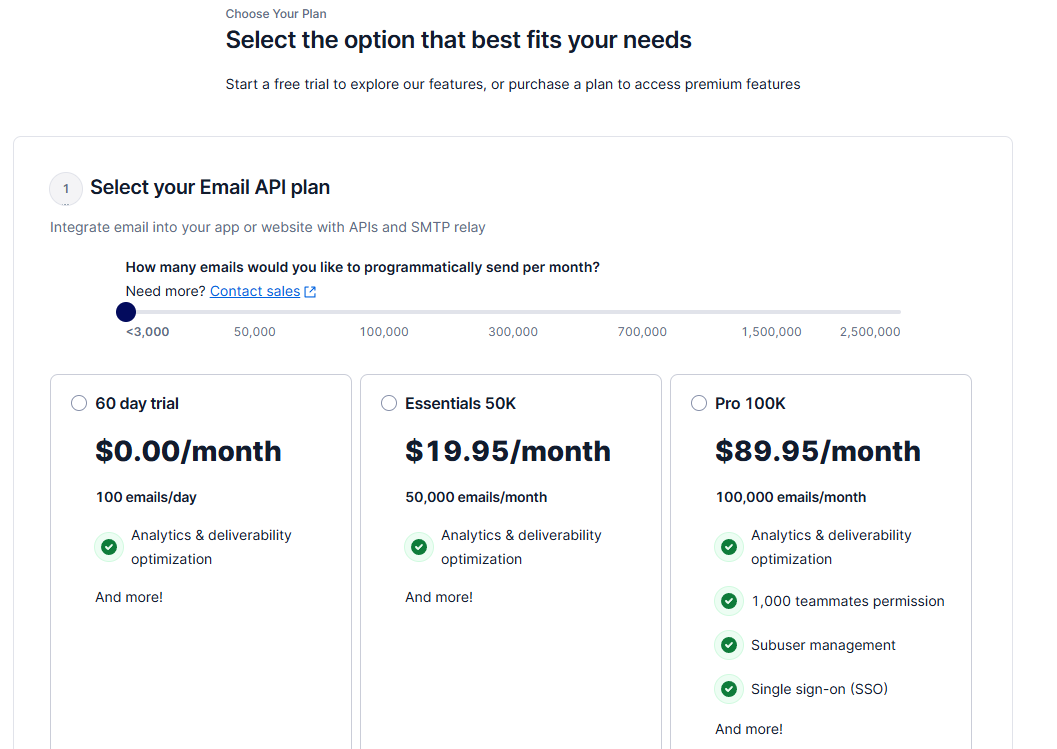 Choose Your Plan
Select the option that best fits your needs
Start a free trial to explore our features, or purchase a plan to access premium features
1
Select your Email API plan
Integrate email into your app or website with APIs and SMTP relay
How many emails would you like to programmatically send per month?
Need more? Contact sales
<3,000 50,000 100,000 300,000 700,000 1,500,000 2,500,000
60 day trial
$0.00/month
100 emails/day
Analytics & deliverability
optimization
And more!
Essentials 50K
$19.95/month
50,000 emails/month
Analytics & deliverability
optimization
And more!
Pro 100K
$89.95/month
100,000 emails/month
Analytics & deliverability
optimization
1,000 teammates permission
Subuser management
Single sign-on (SSO)
And more!